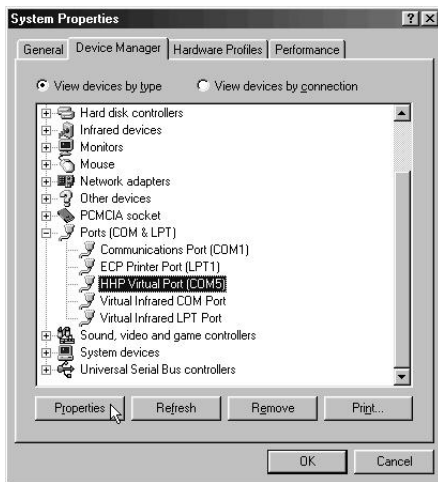 System Properties
General Device Manager Hardware Profiles Performance
View devices by type View devices by connection
Hard disk controllers
Infrared devices
Monitors
Mouse
Network adapters
Other devices
PCMCIA socket
Ports (COM & LPT)
Communications Port (COM1)
ECP Printer Port (LPT1)
HHP Virtual Port (COM5)
Virtual Infrared COM Port
Virtual Infrared LPT Port
Sound, video and game controllers
System devices
Universal Serial Bus controllers
Properties Refresh Remove Print...
OK Cancel